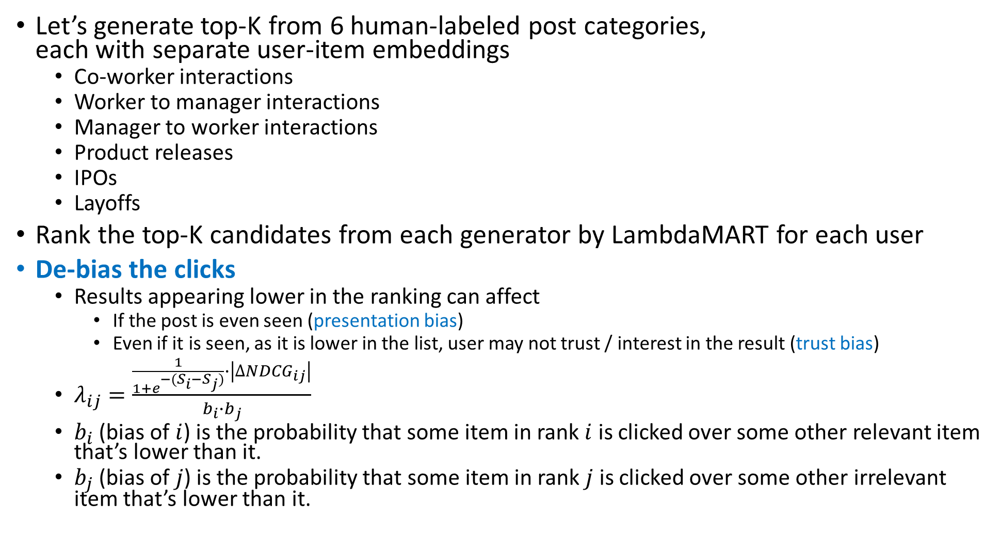 • Let's generate top-K from 6 human-labeled post categories,
each with separate user-item embeddings
• Co-worker interactions
• Worker to manager interactions
• Manager to worker interactions
• Product releases
• IPOs
• Layoffs
• Rank the top-K candidates from each generator by LambdaMART for each user
• De-bias the clicks
• Results appearing lower in the ranking can affect
• If the post is even seen (presentation bias)
• Even if it is seen, as it is lower in the list, user may not trust / interest in the result (trust bias)
• $\lambda_{ij} = \frac{\frac{1}{1+e^{-(S_i-S_j)}} \cdot |\Delta NDCG_{ij}|}{b_i \cdot b_j}$
• $b_i$ (bias of $i$) is the probability that some item in rank $i$ is clicked over some other relevant item
that's lower than it.
• $b_j$ (bias of $j$) is the probability that some item in rank $j$ is clicked over some other irrelevant
item that's lower than it.